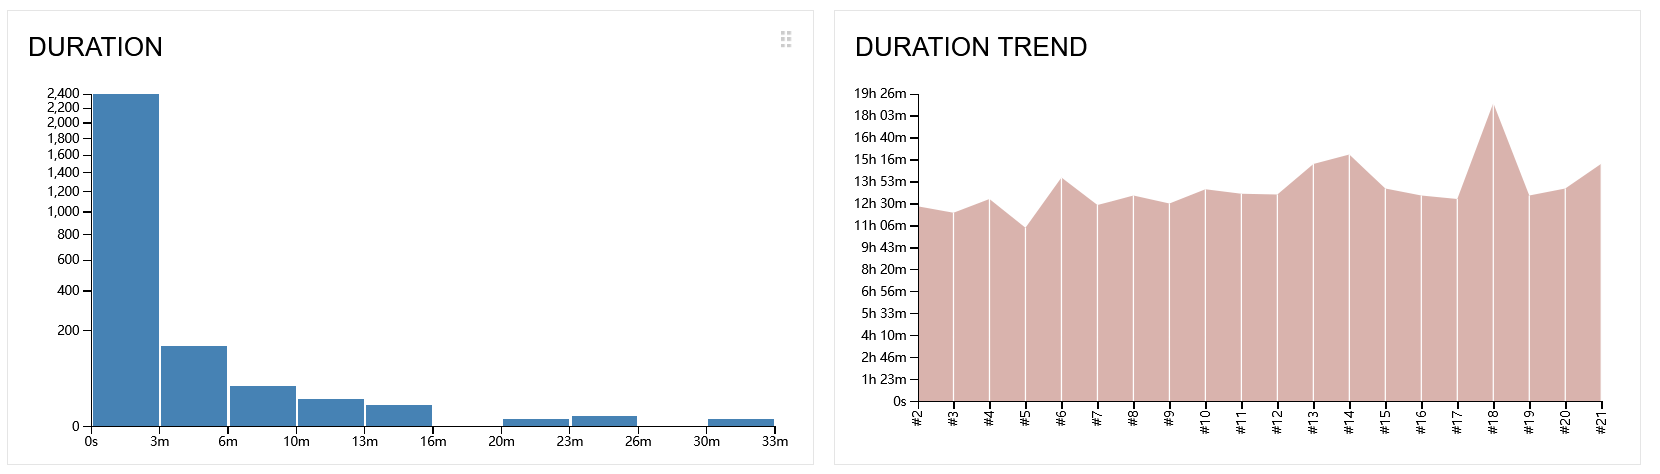 DURATION
2,400
2,200
2,000
1,800
1,600
1,400
1,200
1,000
800
600
400
200
0
0s 3m 6m 10m 13m 16m 20m 23m 26m 30m 33m
DURATION TREND
19h 26m
18h 03m
16h 40m
15h 16m
13h 53m
12h 30m
11h 06m
9h 43m
8h 20m
6h 56m
5h 33m
4h 10m
2h 46m
1h 23m
0s
#2 #3 #4 #5 #6 #7 #8 #9 #10 #11 #12 #13 #14 #15 #16 #17 #18 #19 #20 #21